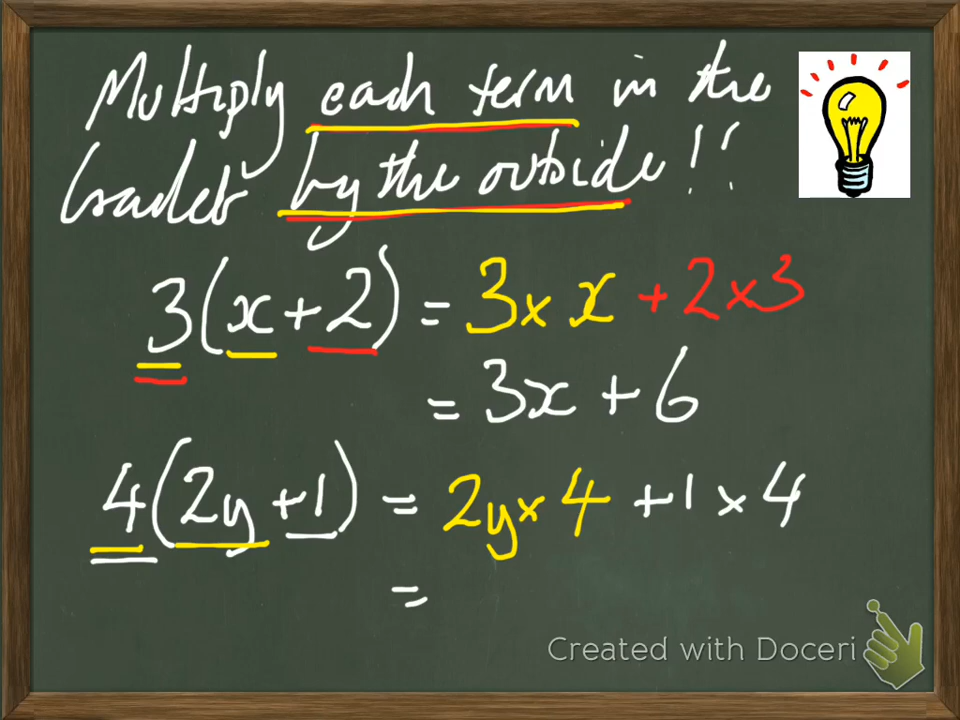 Multiply each term in the
bracket by the outside!!
3(x+2) = 3 × x + 2 × 3
= 3x + 6
4(2y+1) = 2y × 4 + 1 × 4
=
Created with Doceri